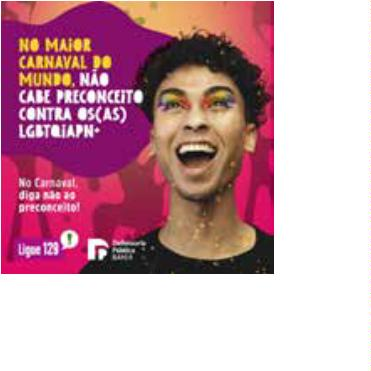 NO MAIOR
CARNAVAL DO
MUNDO, NÃO
CABE PRECONCEITO
CONTRA OS(AS)
LGBTQIAPN+
No Carnaval,
diga não ao
preconceito!
Ligue 129
Defensoria
Pública
BAHIA